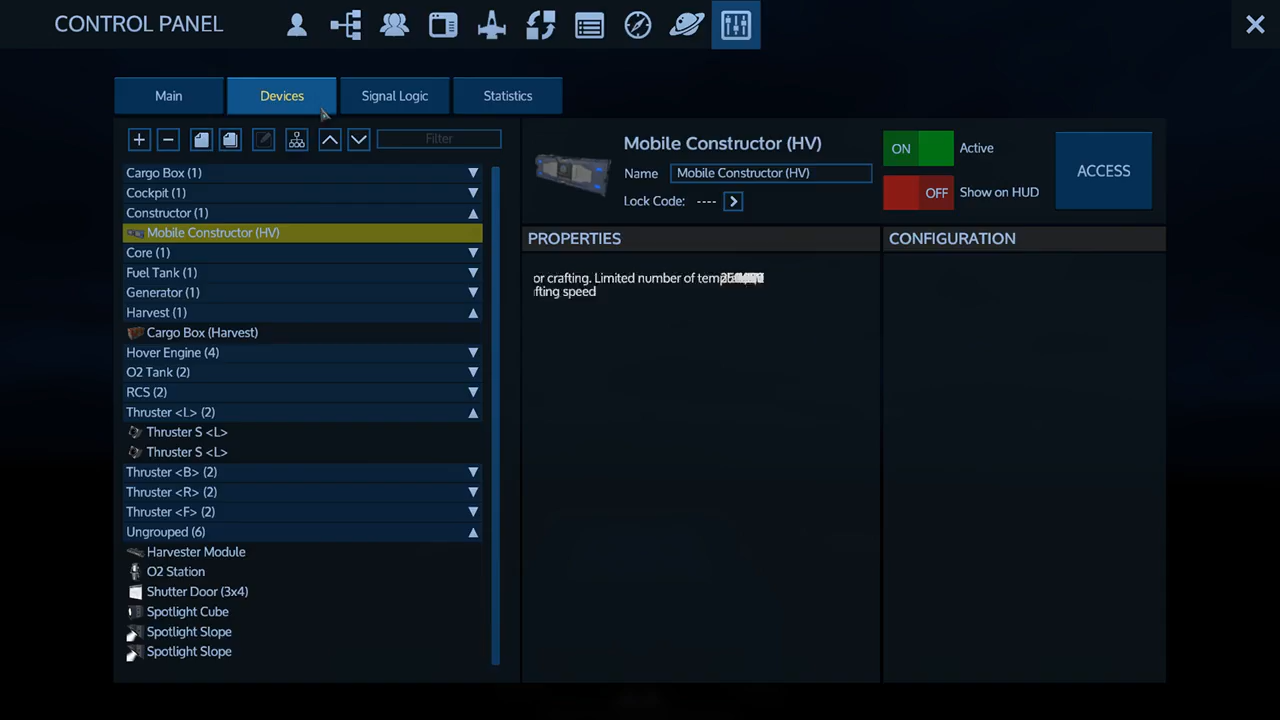 CONTROL PANEL
Main
Devices
Signal Logic
Statistics
Filter
Cargo Box (1)
Cockpit (1)
Constructor (1)
Mobile Constructor (HV)
Core (1)
Fuel Tank (1)
Generator (1)
Harvest (1)
Cargo Box (Harvest)
Hover Engine (4)
O2 Tank (2)
RCS (2)
Thruster <L> (2)
Thruster S <L>
Thruster S <L>
Thruster <B> (2)
Thruster <R> (2)
Thruster <F> (2)
Ungrouped (6)
Harvester Module
O2 Station
Shutter Door (3x4)
Spotlight Cube
Spotlight Slope
Spotlight Slope
Mobile Constructor (HV)
Name Mobile Constructor (HV)
Lock Code: ----
ON Active
OFF Show on HUD
ACCESS
PROPERTIES
or crafting. Limited number of
fting speed
CONFIGURATION